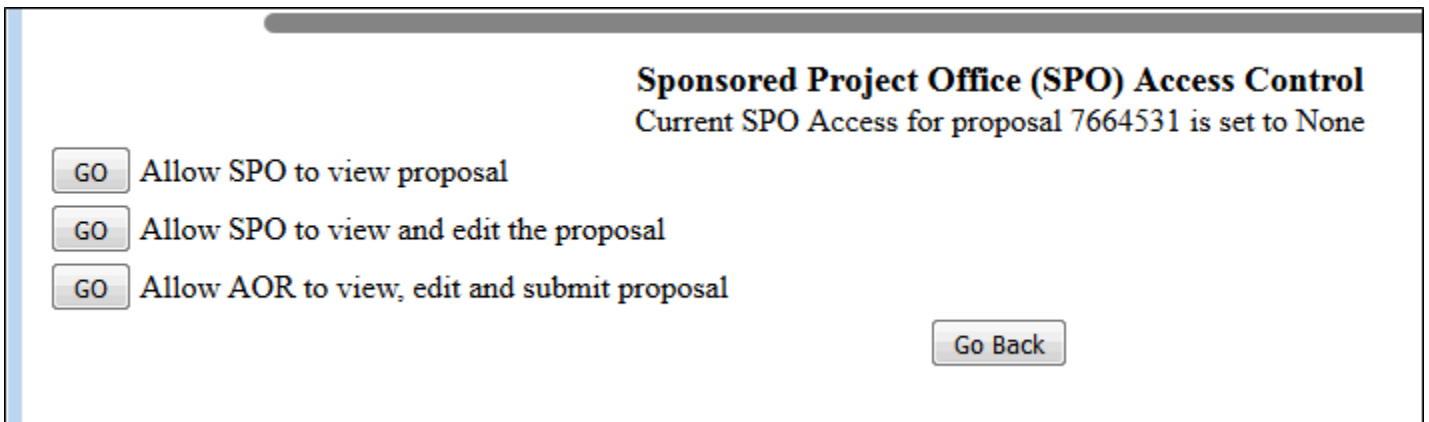 Sponsored Project Office (SPO) Access Control
Current SPO Access for proposal 7664531 is set to None
GO Allow SPO to view proposal
GO Allow SPO to view and edit the proposal
GO Allow AOR to view, edit and submit proposal
Go Back